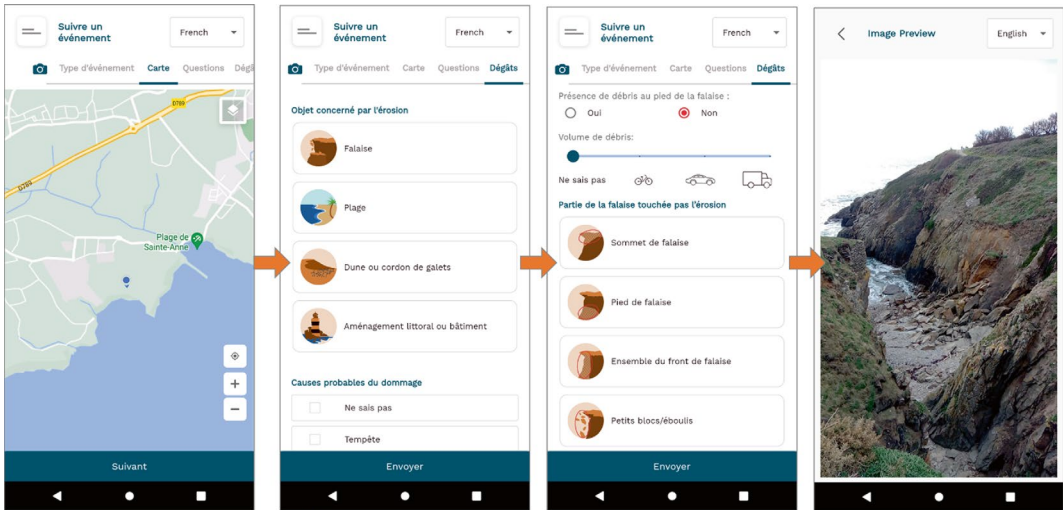 Suivre un
événement
French
Type d'événement Carte Questions Dégâ
D789
D789
Plage de
Sainte-Anne
Suivant
Suivre un
événement
French
Type d'événement Carte Questions Dégâts
Objet concerné par l'érosion
Falaise
Plage
Dune ou cordon de galets
Aménagement littoral ou bâtiment
Causes probables du dommage
Ne sais pas
Tempête
Envoyer
Suivre un
événement
French
Type d'événement Carte Questions Dégâts
Présence de débris au pied de la falaise :
Oui Non
Volume de débris:
Ne sais pas
Partie de la falaise touchée pas l'érosion
Sommet de falaise
Pied de falaise
Ensemble du front de falaise
Petits blocs/éboulis
Envoyer
Image Preview
English